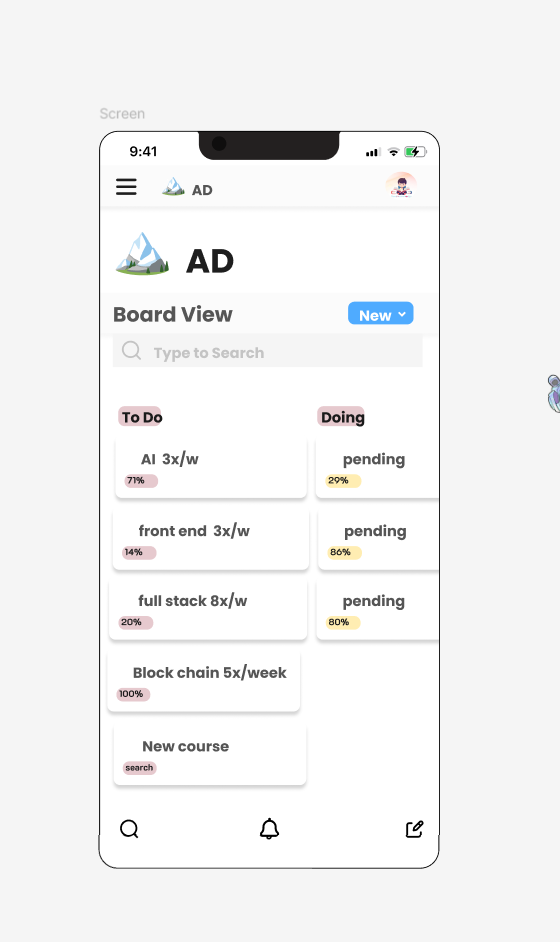 Screen
9:41
AD
AD
Board View
New
Type to Search
To Do
Doing
AI 3x/w
71%
pending
29%
front end 3x/w
14%
pending
86%
full stack 8x/w
20%
pending
80%
Block chain 5x/week
100%
New course
search